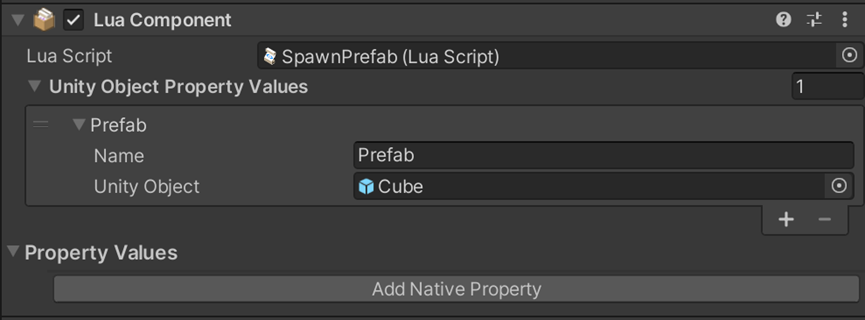 Lua Component
Lua Script SpawnPrefab (Lua Script)
Unity Object Property Values 1
Prefab
Name Prefab
Unity Object Cube
+ −
Property Values
Add Native Property